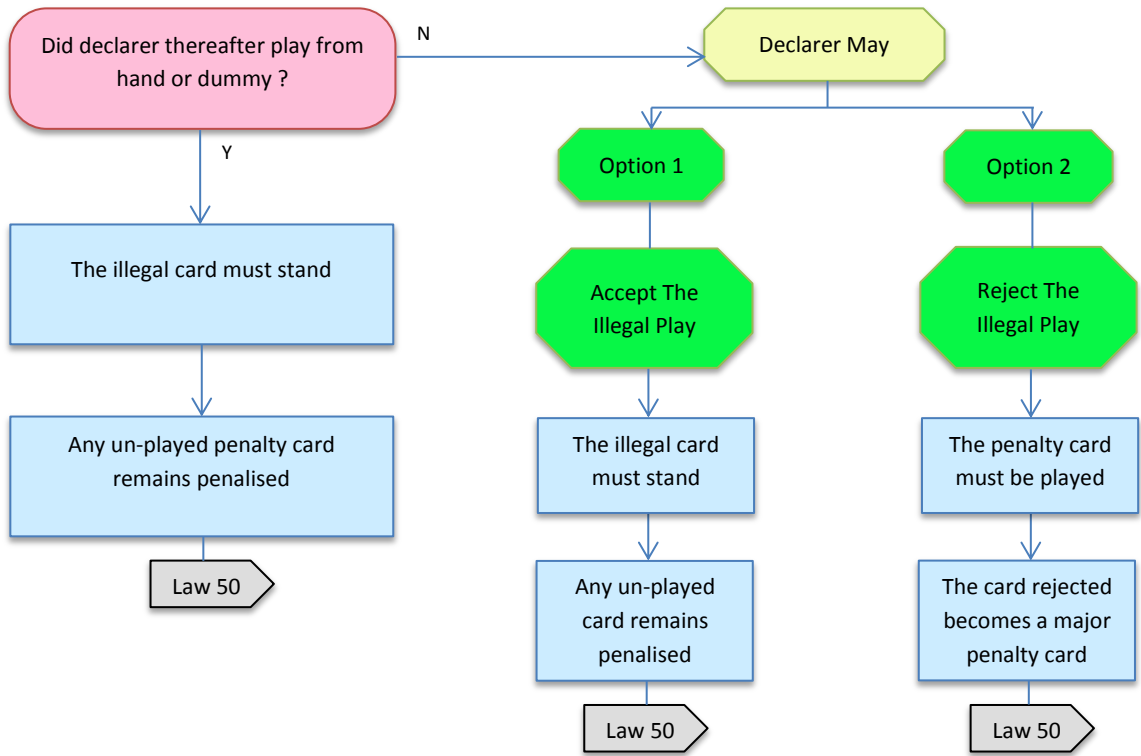 Did declarer thereafter play from
hand or dummy ?
N
Declarer May
Y
Option 1
Option 2
The illegal card must stand
Accept The
Illegal Play
Reject The
Illegal Play
Any un-played penalty card
remains penalised
The illegal card
must stand
The penalty card
must be played
Law 50
Any un-played
card remains
penalised
The card rejected
becomes a major
penalty card
Law 50
Law 50